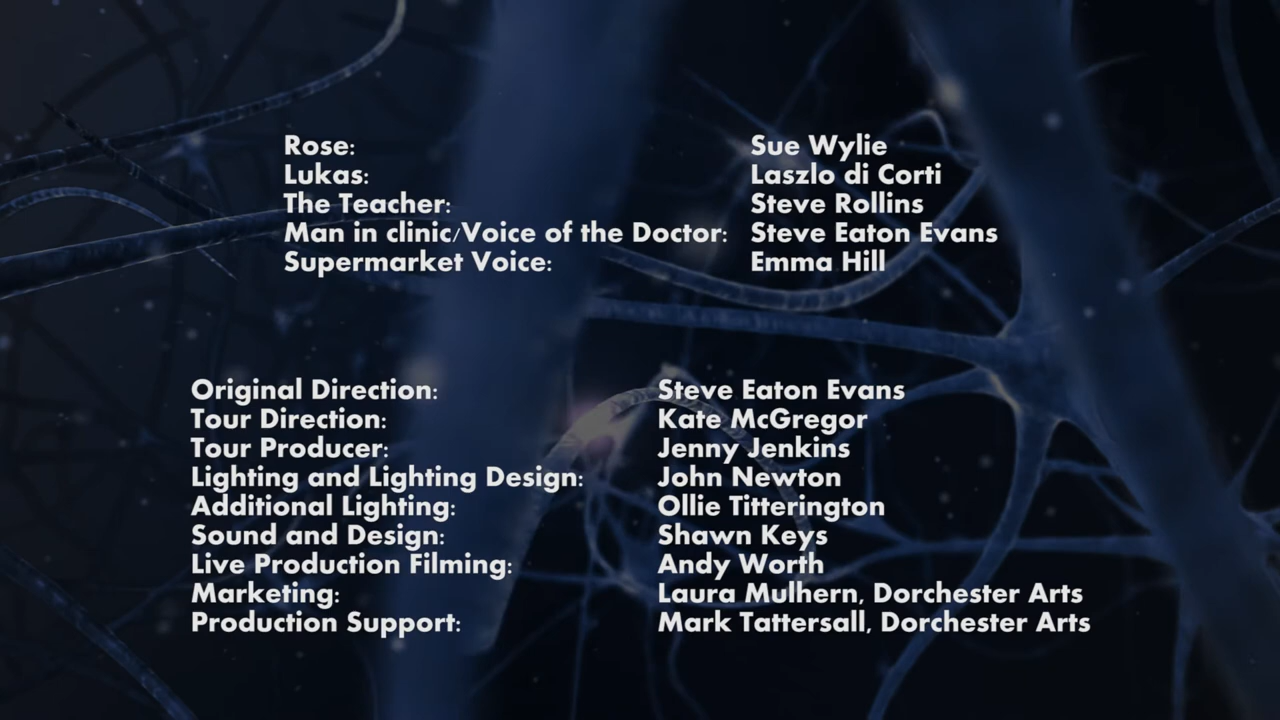 Rose: Sue Wylie
Lukas: Laszlo di Corti
The Teacher: Steve Rollins
Man in clinic/Voice of the Doctor: Steve Eaton Evans
Supermarket Voice: Emma Hill
Original Direction: Steve Eaton Evans
Tour Direction: Kate McGregor
Tour Producer: Jenny Jenkins
Lighting and Lighting Design: John Newton
Additional Lighting: Ollie Titterington
Sound and Design: Shawn Keys
Live Production Filming: Andy Worth
Marketing: Laura Mulhern, Dorchester Arts
Production Support: Mark Tattersall, Dorchester Arts